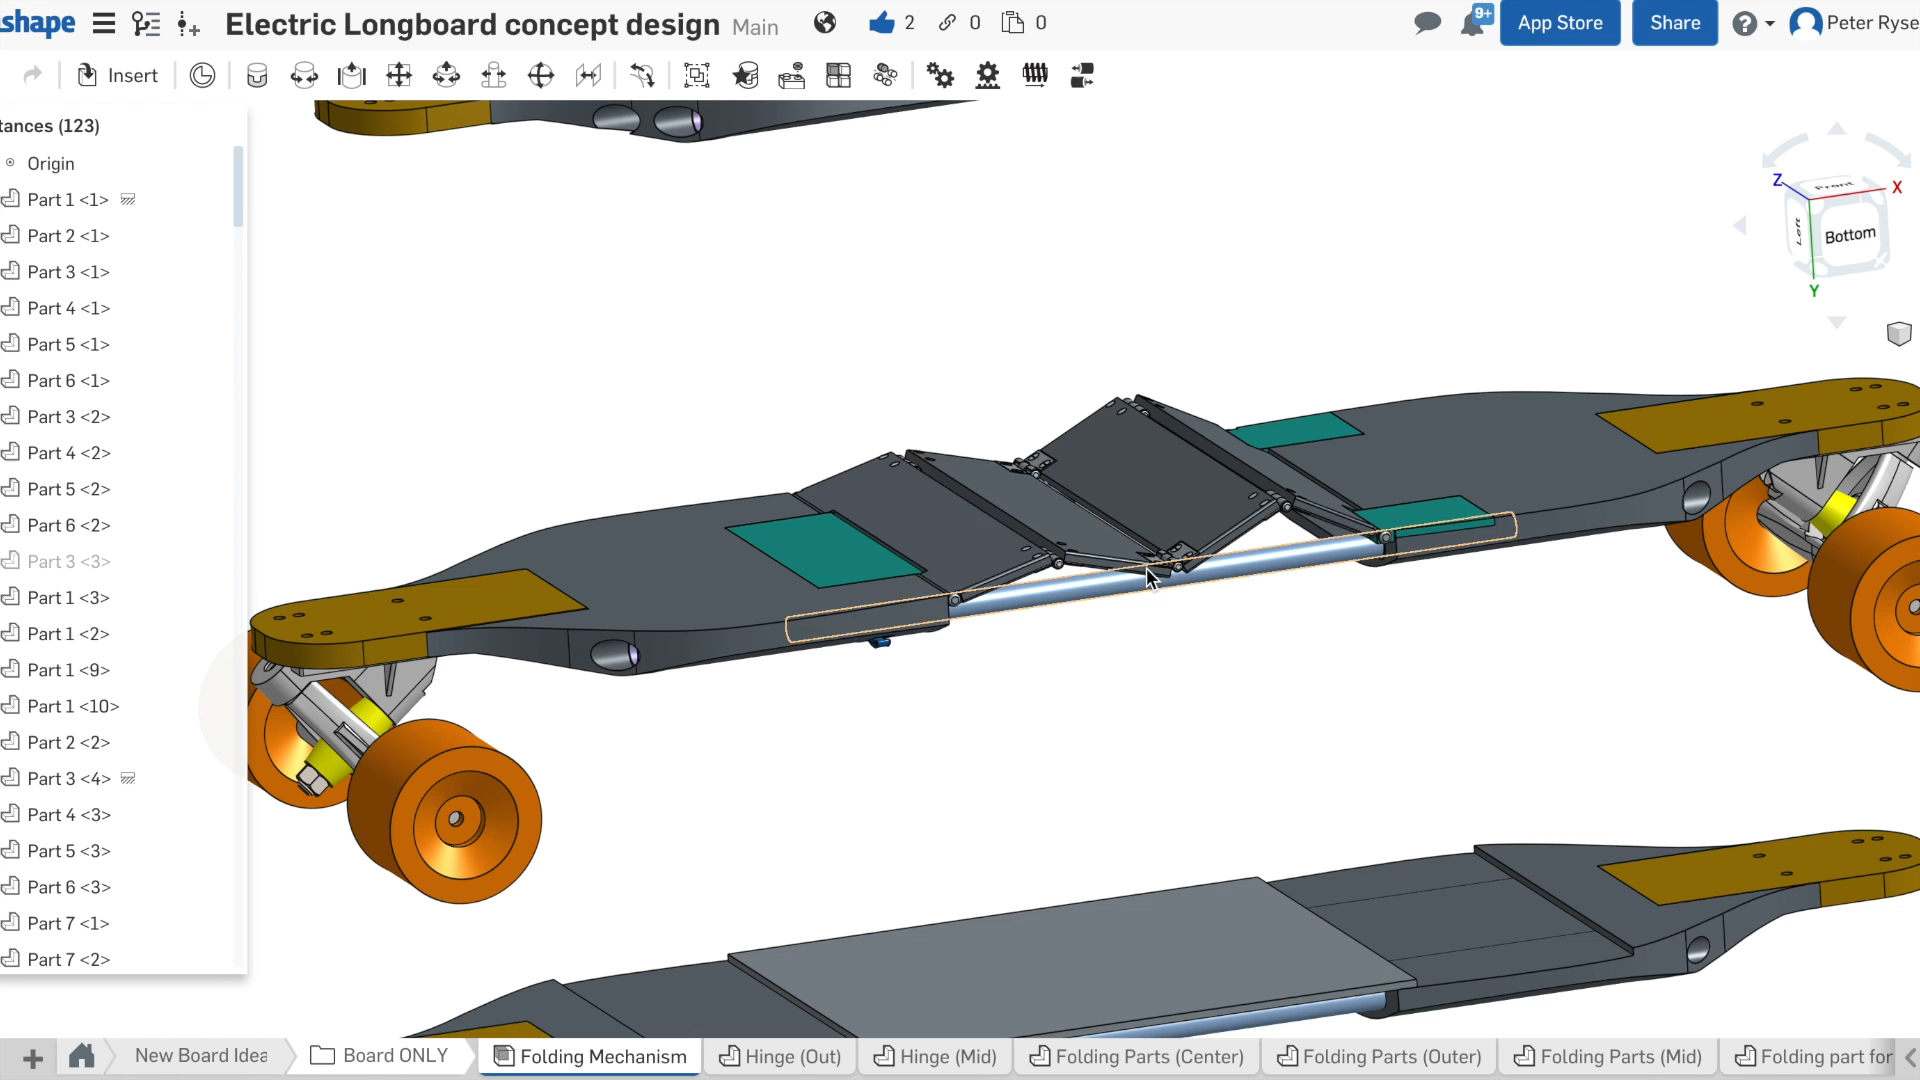 shape Electric Longboard concept design Main 2 0 0 9+ App Store Share Peter Ryse
Insert
tances (123)
Origin
Part 1 <1>
Part 2 <1>
Part 3 <1>
Part 4 <1>
Part 5 <1>
Part 6 <1>
Part 3 <2>
Part 4 <2>
Part 5 <2>
Part 6 <2>
Part 3 <3>
Part 1 <3>
Part 1 <2>
Part 1 <9>
Part 1 <10>
Part 2 <2>
Part 3 <4>
Part 4 <3>
Part 5 <3>
Part 6 <3>
Part 7 <1>
Part 7 <2>
Z
Front
X
Left
Bottom
Y
New Board Idea Board ONLY Folding Mechanism Hinge (Out) Hinge (Mid) Folding Parts (Center) Folding Parts (Outer) Folding Parts (Mid) Folding part for